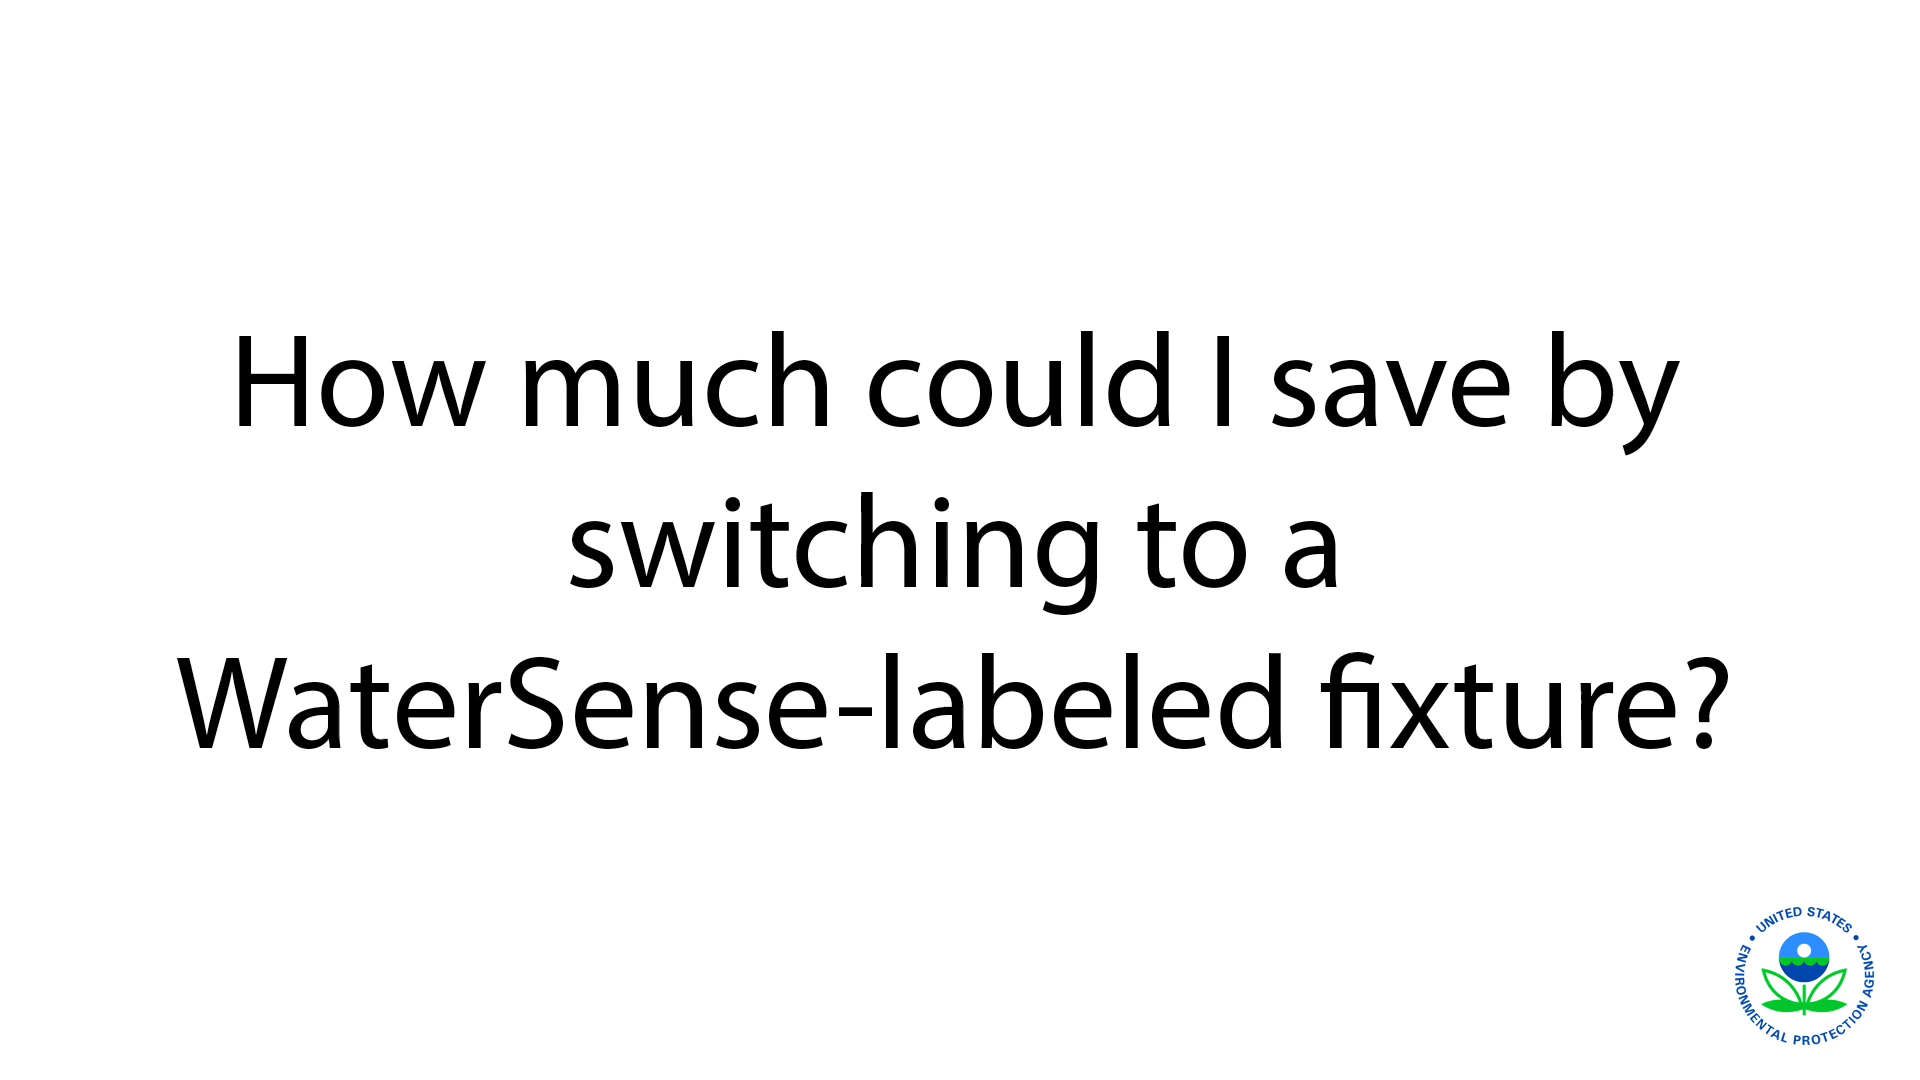 How much could I save by
switching to a
WaterSense-labeled fixture?
UNITED STATES
ENVIRONMENTAL PROTECTION AGENCY